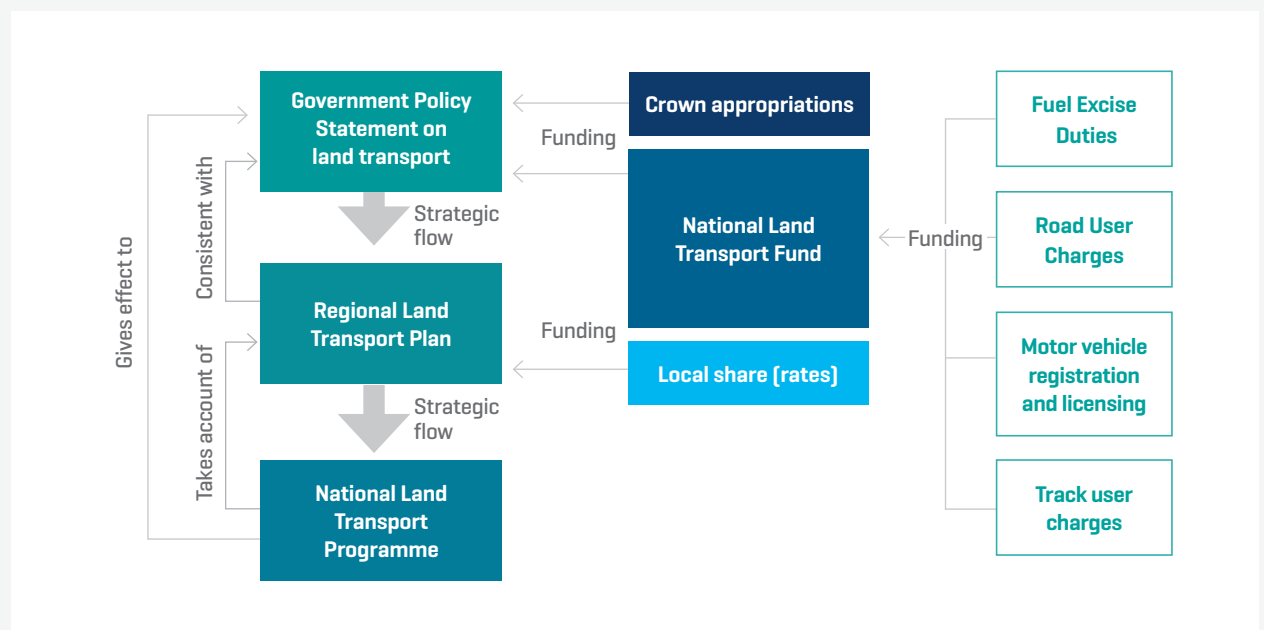 Government Policy
Statement on
land transport
Crown appropriations
Fuel Excise
Duties
Funding
Consistent with
Strategic
flow
National Land
Transport Fund
Funding
Road User
Charges
Gives effect to
Regional Land
Transport Plan
Funding
Motor vehicle
registration
and licensing
Local share (rates)
Takes account of
Strategic
flow
National Land
Transport
Programme
Track user
charges